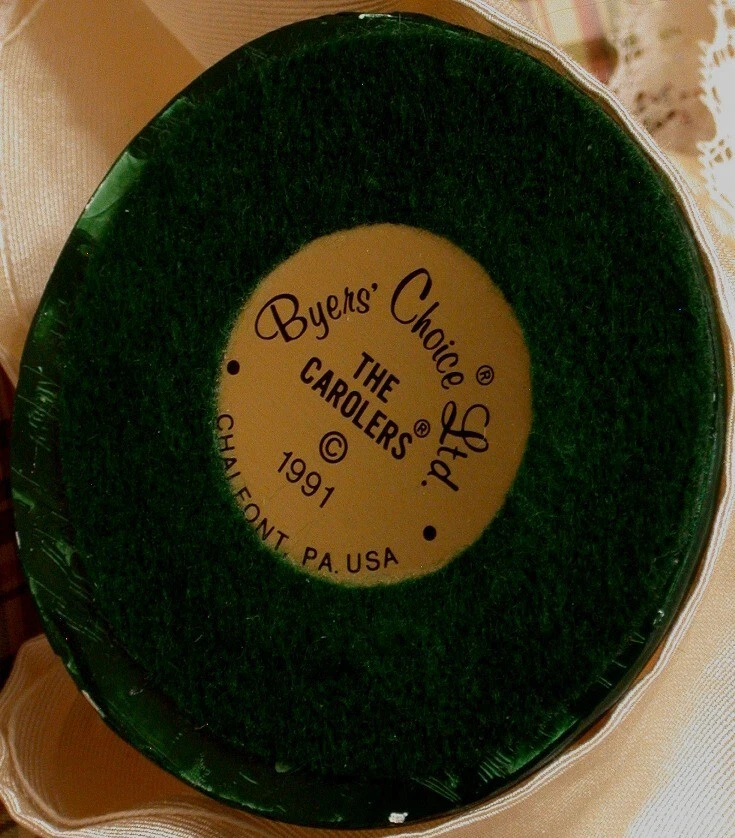 Byers' Choice® Ltd.
THE
CAROLERS®
©
1991
CHALFONT, PA. USA